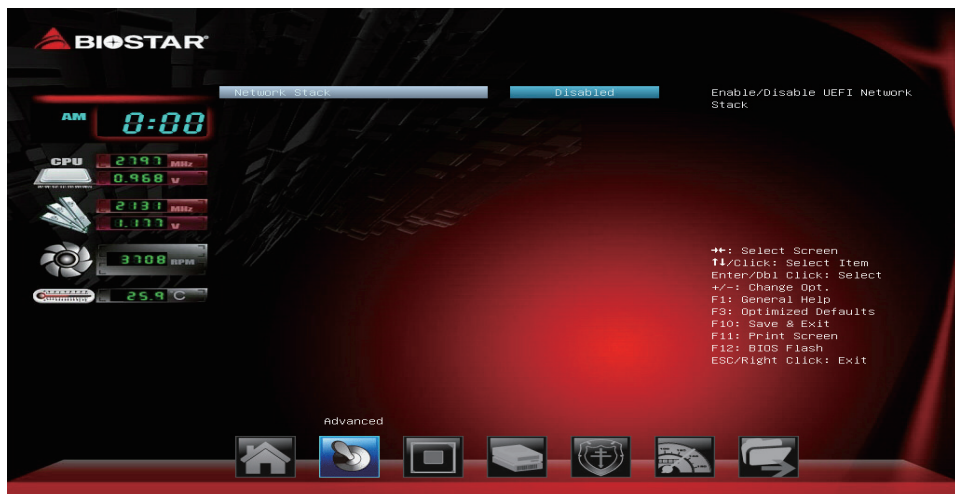 BIOSTAR
Network Stack Disabled
Enable/Disable UEFI Network
Stack
AM 0:00
CPU 2797 MHz
0.968 V
2131 MHz
1.177 V
3708 RPM
25.9 C
→←: Select Screen
↑↓/Click: Select Item
Enter/Dbl Click: Select
+/-: Change Opt.
F1: General Help
F3: Optimized Defaults
F10: Save & Exit
F11: Print Screen
F12: BIOS Flash
ESC/Right Click: Exit
Advanced